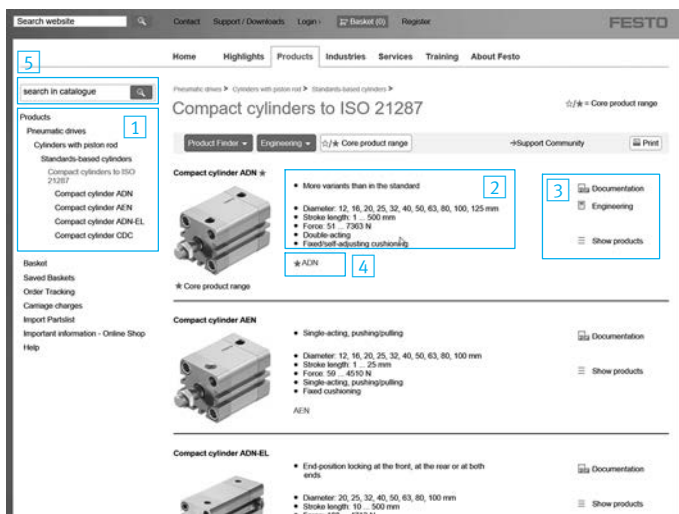 Search website
Contact Support / Downloads Login › Basket (0) Register
FESTO
Home Highlights Products Industries Services Training About Festo
5
search in catalogue
1
Products
Pneumatic drives
Cylinders with piston rod
Standards-based cylinders
Compact cylinders to ISO
21287
Compact cylinder ADN
Compact cylinder AEN
Compact cylinder ADN-EL
Compact cylinder CDC
Basket
Saved Baskets
Order Tracking
Carriage charges
Import Partslist
Important information - Online Shop
Help
Pneumatic drives > Cylinders with piston rod > Standards-based cylinders >
Compact cylinders to ISO 21287
☆/★ = Core product range
Product Finder Engineering ☆/★ Core product range
→Support Community
Print
Compact cylinder ADN ★
2
• More variants than in the standard
• Diameter: 12, 16, 20, 25, 32, 40, 50, 63, 80, 100, 125 mm
• Stroke length: 1 ... 500 mm
• Force: 51 ... 7363 N
• Double-acting
• Fixed/self-adjusting cushioning
3
Documentation
Engineering
Show products
★ADN
4
★ Core product range
Compact cylinder AEN
• Single-acting, pushing/pulling
• Diameter: 12, 16, 20, 25, 32, 40, 50, 63, 80, 100 mm
• Stroke length: 1 ... 25 mm
• Force: 59 ... 4510 N
• Single-acting, pushing/pulling
• Fixed cushioning
AEN
Documentation
Show products
Compact cylinder ADN-EL
• End-position locking at the front, at the rear or at both
ends
• Diameter: 20, 25, 32, 40, 50, 63, 80, 100 mm
• Stroke length: 10 ... 500 mm
Documentation
Show products